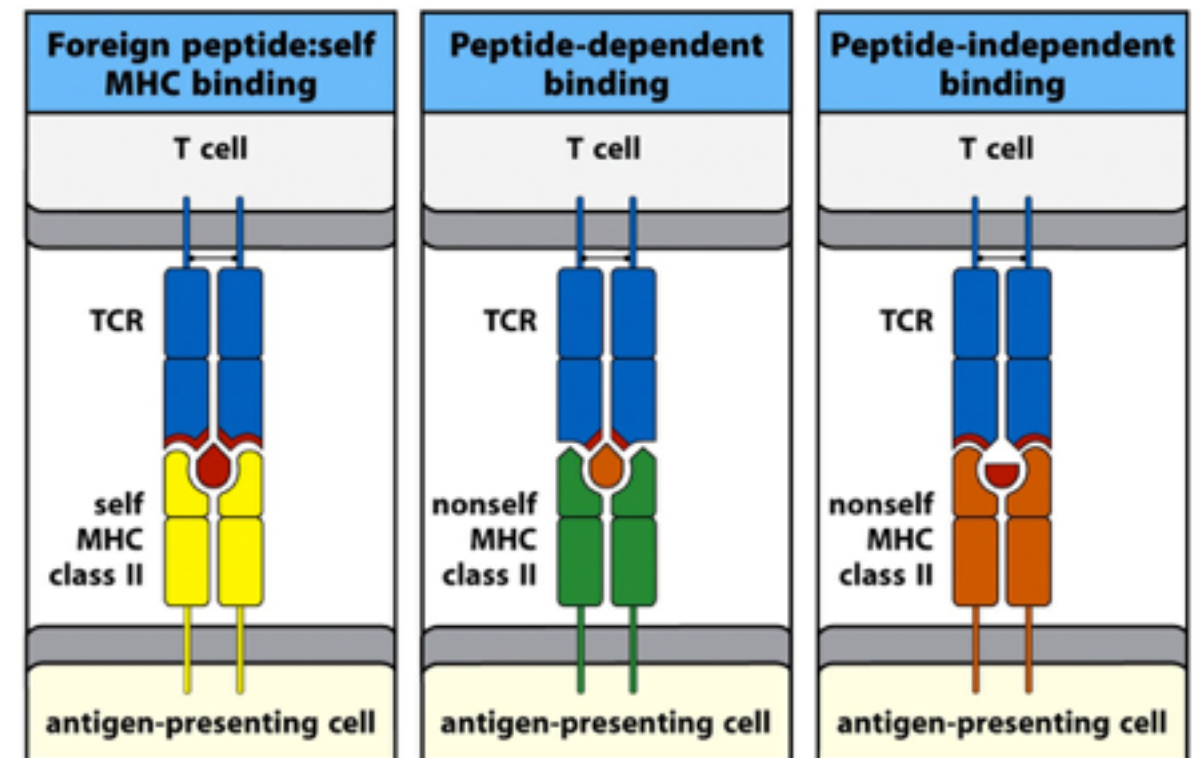 Foreign peptide:self
MHC binding
T cell
TCR
self
MHC
class II
antigen-presenting cell
Peptide-dependent
binding
T cell
TCR
nonself
MHC
class II
antigen-presenting cell
Peptide-independent
binding
T cell
TCR
nonself
MHC
class II
antigen-presenting cell